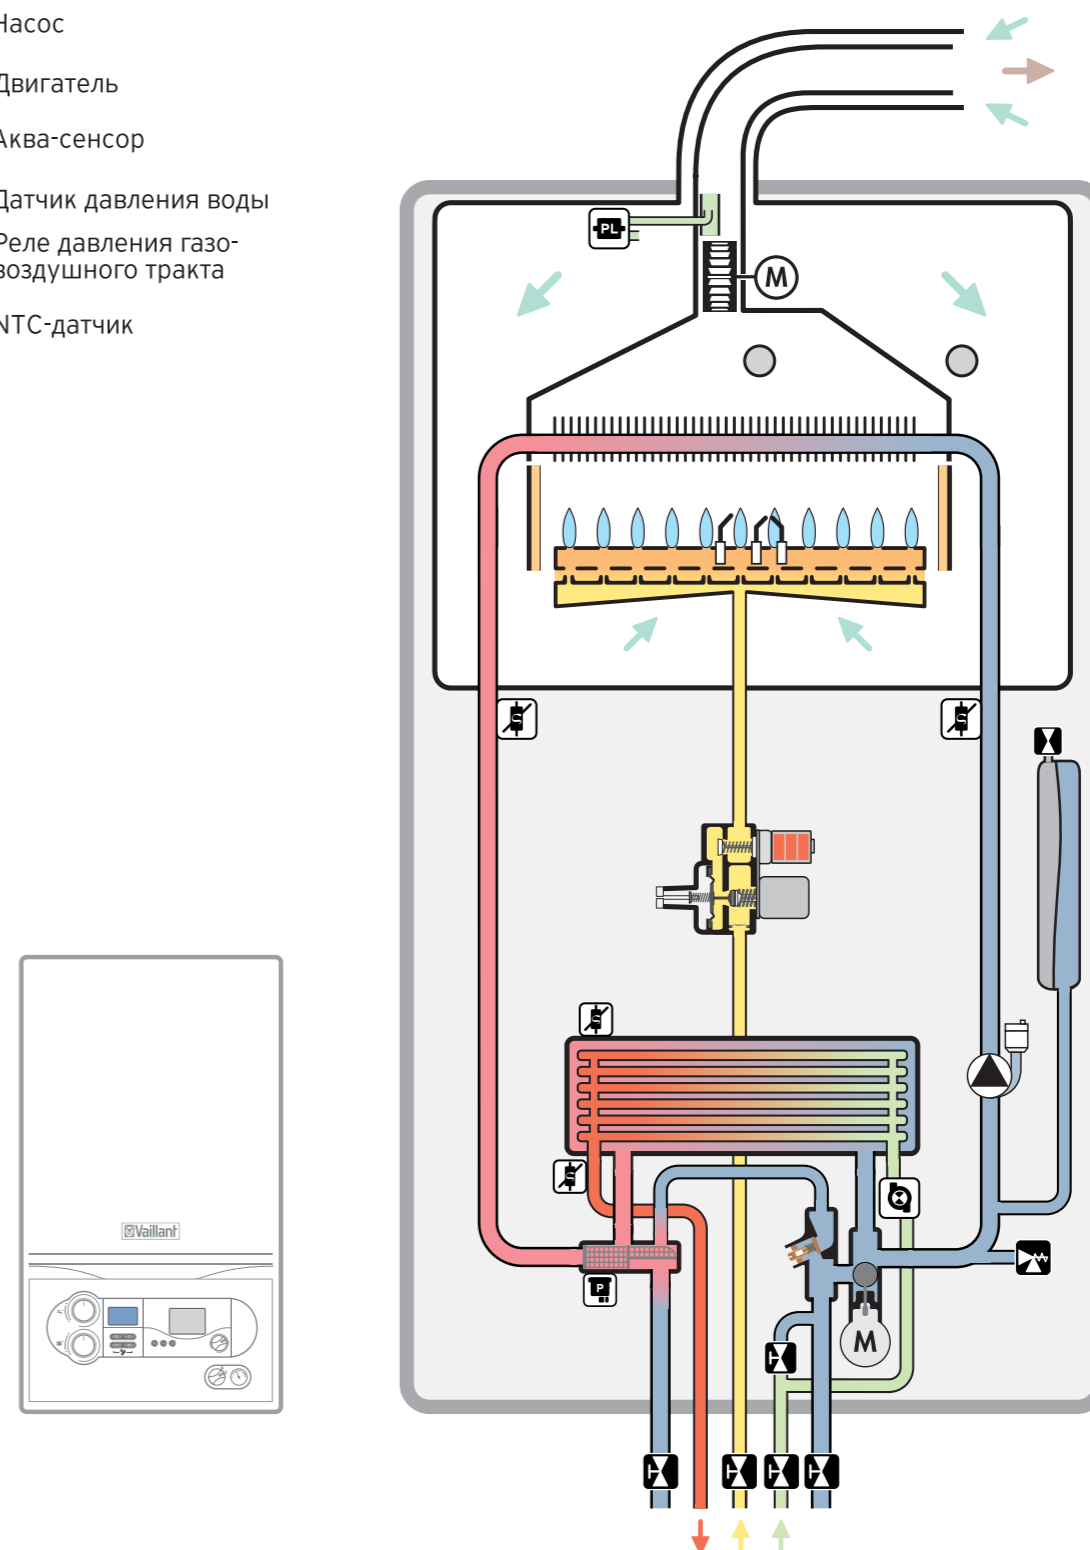 Насос
Двигатель
Аква-сенсор
Датчик давления воды
Реле давления газо-
воздушного тракта
NTC-датчик
PL
M
P
M
Vaillant